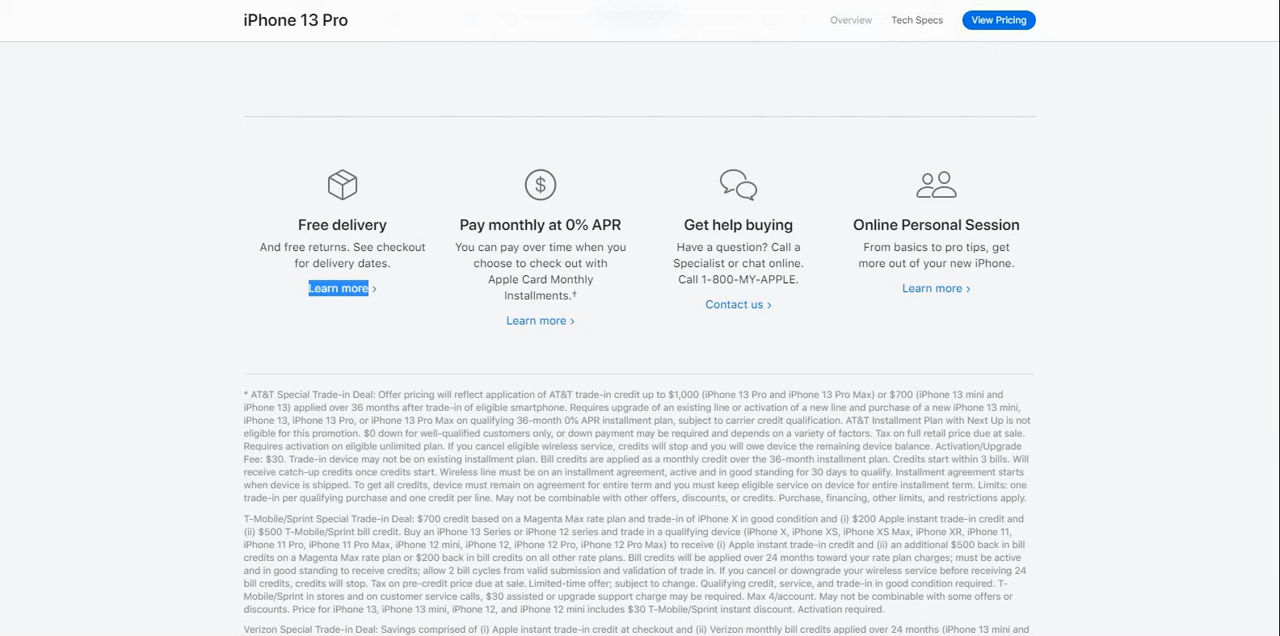 iPhone 13 Pro
Overview
Tech Specs
View Pricing
Free delivery
And free returns. See checkout
for delivery dates.
Learn more ›
Pay monthly at 0% APR
You can pay over time when you
choose to check out with
Apple Card Monthly
Installments.†
Learn more ›
Get help buying
Have a question? Call a
Specialist or chat online.
Call 1-800-MY-APPLE.
Contact us ›
Online Personal Session
From basics to pro tips, get
more out of your new iPhone.
Learn more ›
* AT&T Special Trade-in Deal: Offer pricing will reflect application of AT&T trade-in credit up to $1,000 (iPhone 13 Pro and iPhone 13 Pro Max) or $700 (iPhone 13 mini and
iPhone 13) applied over 36 months after trade-in of eligible smartphone. Requires upgrade of an existing line or activation of a new line and purchase of a new iPhone 13 mini,
iPhone 13, iPhone 13 Pro, or iPhone 13 Pro Max on qualifying 36-month 0% APR installment plan, subject to carrier credit qualification. AT&T Installment Plan with Next Up is not
eligible for this promotion. $0 down for well-qualified customers only, or down payment may be required and depends on a variety of factors. Tax on full retail price due at sale.
Requires activation on eligible unlimited plan. If you cancel eligible wireless service, credits will stop and you will owe device the remaining device balance. Activation/Upgrade
Fee: $30. Trade-in device may not be on existing installment plan. Bill credits are applied as a monthly credit over the 36-month installment plan. Credits start within 3 bills. Will
receive catch-up credits once credits start. Wireless line must be on an installment agreement, active and in good standing for 30 days to qualify. Installment agreement starts
when device is shipped. To get all credits, device must remain on agreement for entire term and you must keep eligible service on device for entire installment term. Limits: one
trade-in per qualifying purchase and one credit per line. May not be combinable with other offers, discounts, or credits. Purchase, financing, other limits, and restrictions apply.
T-Mobile/Sprint Special Trade-in Deal: $700 credit based on a Magenta Max rate plan and trade-in of iPhone X in good condition and (i) $200 Apple instant trade-in credit and
(ii) $500 T-Mobile/Sprint bill credit. Buy an iPhone 13 Series or iPhone 12 series and trade in a qualifying device (iPhone X, iPhone XS, iPhone XS Max, iPhone XR, iPhone 11,
iPhone 11 Pro, iPhone 11 Pro Max, iPhone 12 mini, iPhone 12, iPhone 12 Pro, iPhone 12 Pro Max) to receive (i) Apple instant trade-in credit and (ii) an additional $500 back in bill
credits on a Magenta Max rate plan or $200 back in bill credits on all other rate plans. Bill credits will be applied over 24 months toward your rate plan charges; must be active
and in good standing to receive credits; allow 2 bill cycles from valid submission and validation of trade in. If you cancel or downgrade your wireless service before receiving 24
bill credits, credits will stop. Tax on pre-credit price due at sale. Limited-time offer; subject to change. Qualifying credit, service, and trade-in in good condition required. T-
Mobile/Sprint in stores and on customer service calls, $30 assisted or upgrade support charge may be required. Max 4/account. May not be combinable with some offers or
discounts. Price for iPhone 13, iPhone 13 mini, iPhone 12, and iPhone 12 mini includes $30 T-Mobile/Sprint instant discount. Activation required.
Verizon Special Trade-in Deal: Savings comprised of (i) Apple instant trade-in credit at checkout and (ii) Verizon monthly bill credits applied over 24 months (iPhone 13 mini and